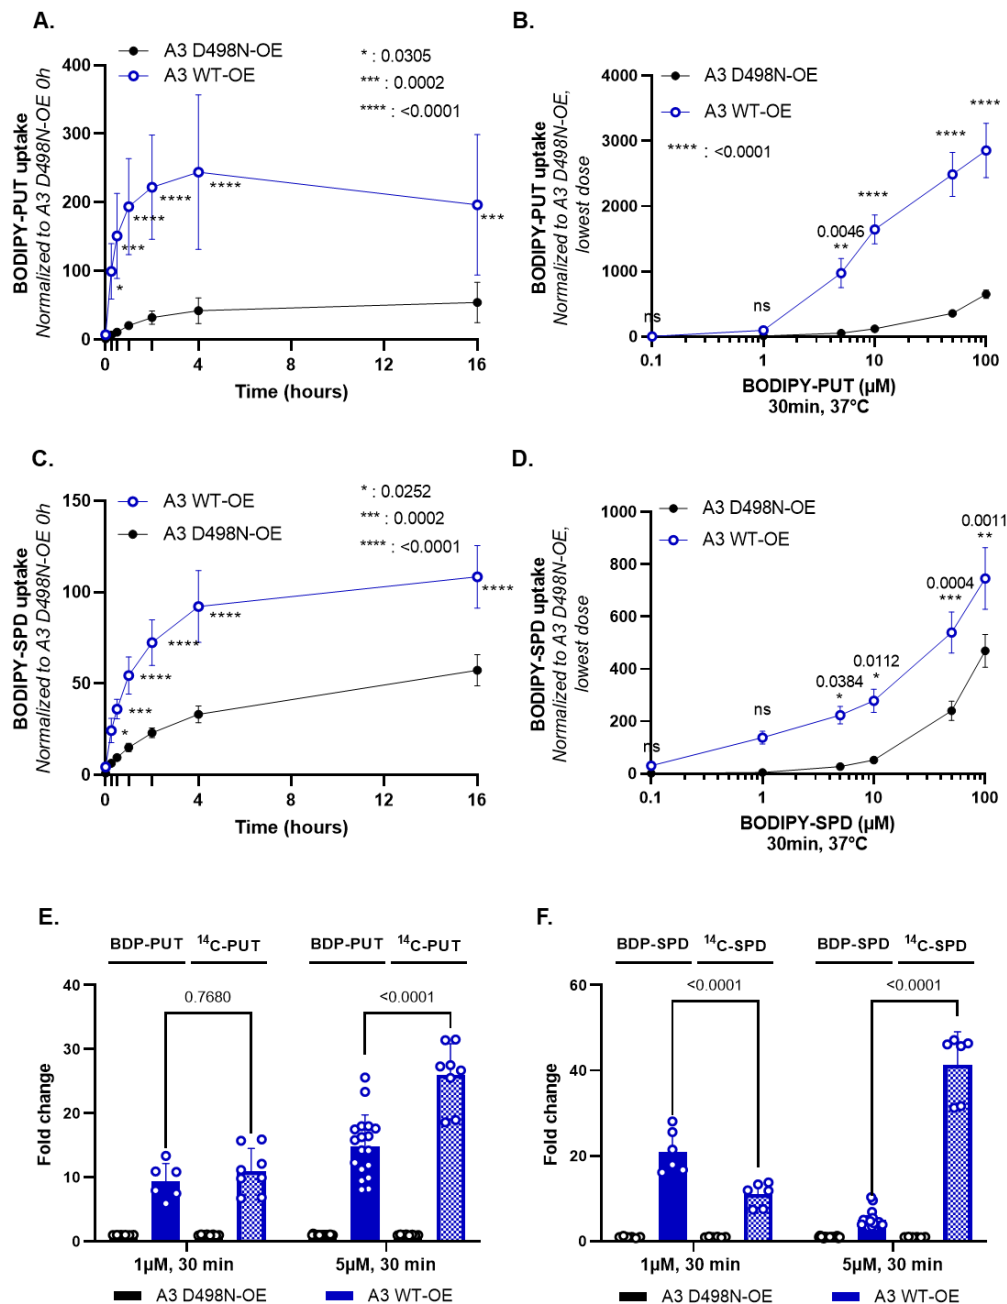 A.
A3 D498N-OE
A3 WT-OE
* : 0.0305
*** : 0.0002
**** : <0.0001
BODIPY-PUT uptake
Normalized to A3 D498N-OE 0h
400
300
200
100
0
*
***
****
****
****
***
0 4 8 12 16
Time (hours)
B.
A3 D498N-OE
A3 WT-OE
**** : <0.0001
BODIPY-PUT uptake
Normalized to A3 D498N-OE,
lowest dose
4000
3000
2000
1000
0
ns
ns
0.0046
**
****
****
****
0.1 1 10 100
BODIPY-PUT (µM)
30min, 37°C
C.
A3 WT-OE
A3 D498N-OE
* : 0.0252
*** : 0.0002
**** : <0.0001
BODIPY-SPD uptake
Normalized to A3 D498N-OE 0h
150
100
50
0
*
***
****
****
****
****
0 4 8 12 16
Time (hours)
D.
A3 D498N-OE
A3 WT-OE
BODIPY-SPD uptake
Normalized to A3 D498N-OE,
lowest dose
1000
800
600
400
200
0
ns
ns
0.0384
*
0.0112
*
0.0004
***
0.0011
**
0.1 1 10 100
BODIPY-SPD (µM)
30min, 37°C
E.
BDP-PUT ¹⁴C-PUT BDP-PUT ¹⁴C-PUT
0.7680 <0.0001
Fold change
40
30
20
10
0
1µM, 30 min 5µM, 30 min
A3 D498N-OE A3 WT-OE
F.
BDP-SPD ¹⁴C-SPD BDP-SPD ¹⁴C-SPD
<0.0001 <0.0001
Fold change
60
40
20
0
1µM, 30 min 5µM, 30 min
A3 D498N-OE A3 WT-OE